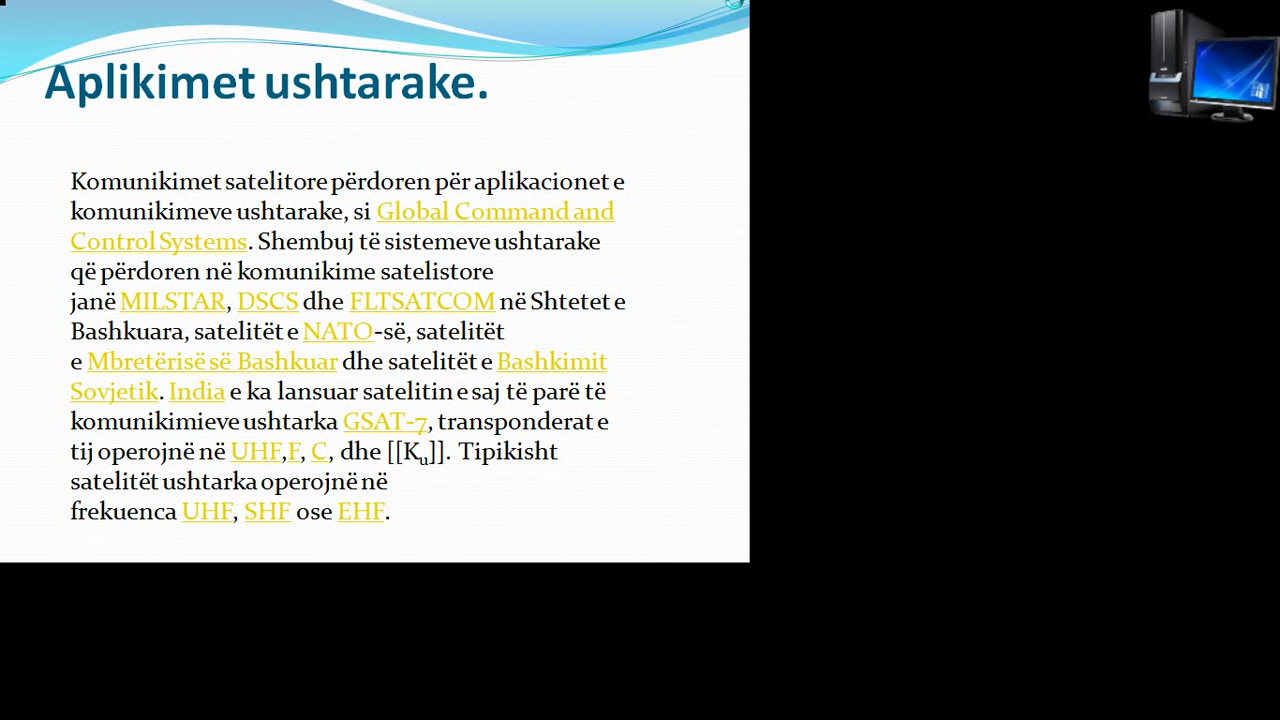 Aplikimet ushtarake.
Komunikimet satelitore përdoren për aplikacionet e
komunikimeve ushtarake, si Global Command and
Control Systems. Shembuj të sistemeve ushtarake
që përdoren në komunikime satelistore
janë MILSTAR, DSCS dhe FLTSATCOM në Shtetet e
Bashkuara, satelitët e NATO-së, satelitët
e Mbretërisë së Bashkuar dhe satelitët e Bashkimit
Sovjetik. India e ka lansuar satelitin e saj të parë të
komunikimieve ushtarka GSAT-7, transponderat e
tij operojnë në UHF,F, C, dhe [[Ku]]. Tipikisht
satelitët ushtarka operojnë në
frekuenca UHF, SHF ose EHF.